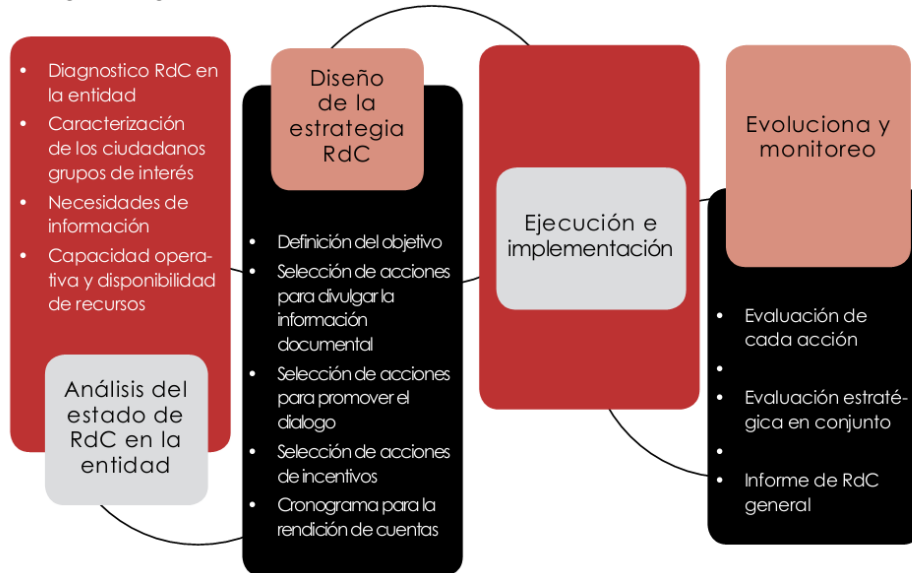 • Diagnostico RdC en
la entidad
• Caracterización
de los ciudadanos
grupos de interés
• Necesidades de
información
• Capacidad opera-
tiva y disponibilidad
de recursos
Análisis del
estado de
RdC en la
entidad
Diseño
de la
estrategia
RdC
• Definición del objetivo
• Selección de acciones
para divulgar la
información
documental
• Selección de acciones
para promover el
dialogo
• Selección de acciones
de incentivos
• Cronograma para la
rendición de cuentas
Ejecución e
implementación
Evoluciona y
monitoreo
• Evaluación de
cada acción
•
• Evaluación estraté-
gica en conjunto
•
• Informe de RdC
general